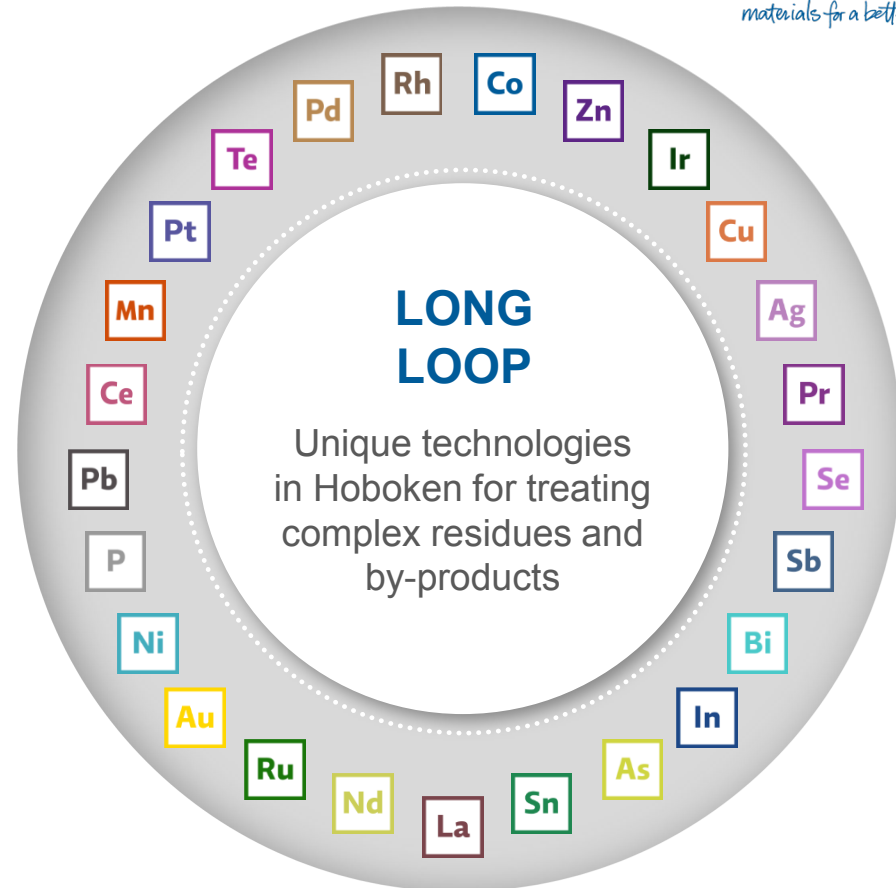 materials for a bett
Rh
Co
Zn
Ir
Cu
Ag
Pr
Se
Sb
Bi
In
As
Sn
La
Nd
Ru
Au
Ni
P
Pb
Ce
Mn
Pt
Te
Pd
LONG
LOOP
Unique technologies
in Hoboken for treating
complex residues and
by-products